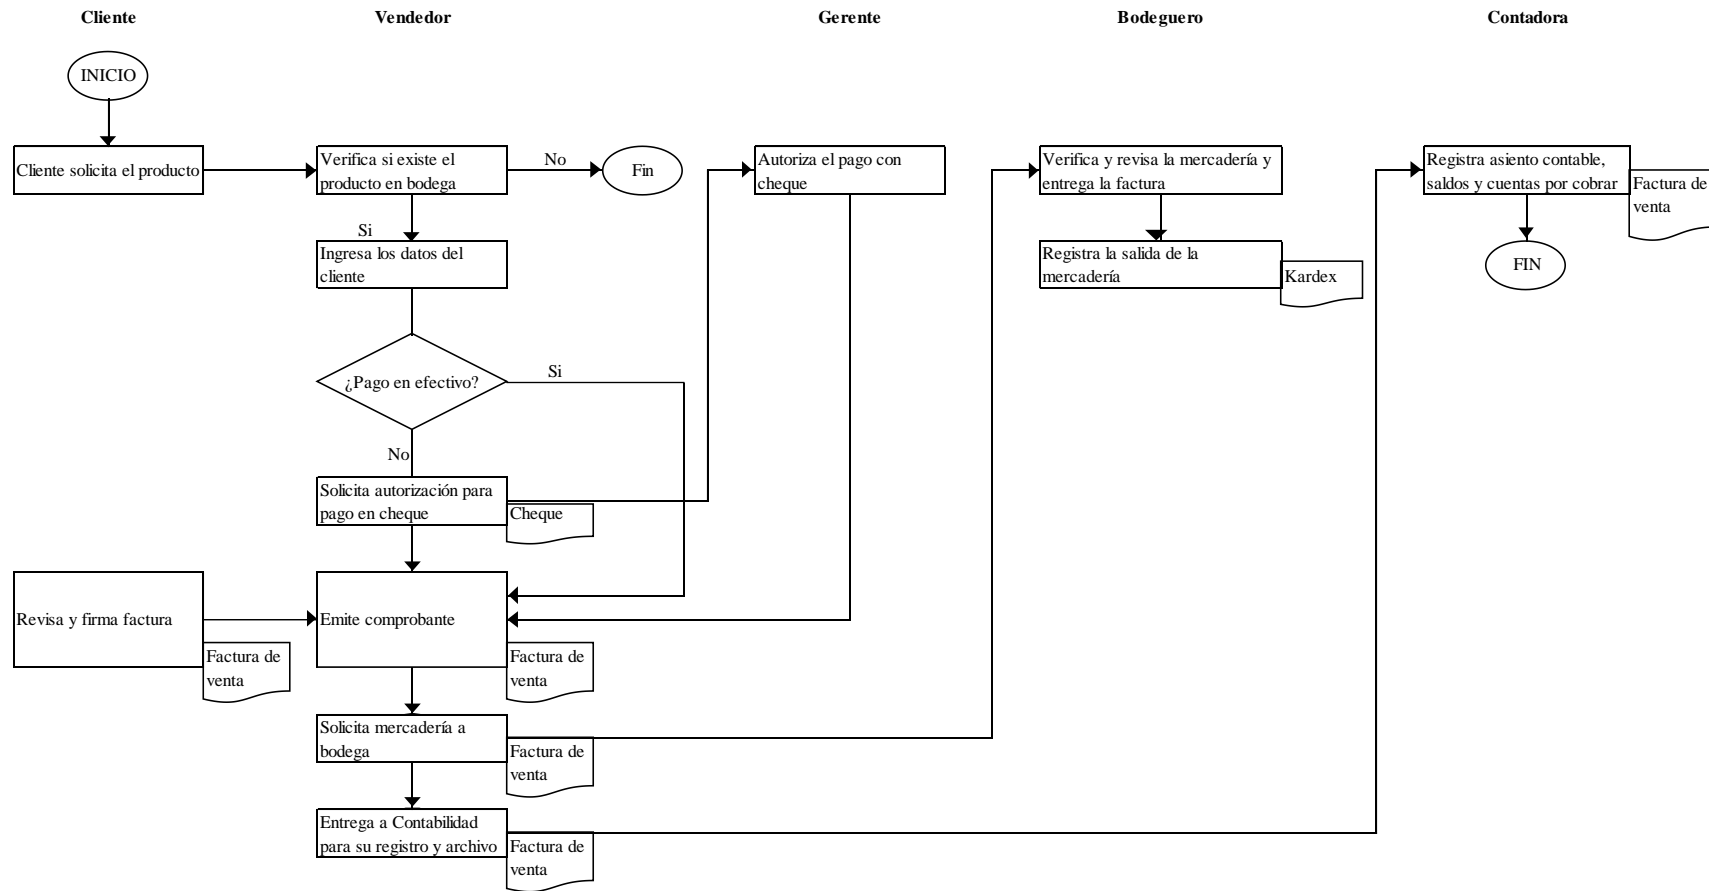 Cliente
Vendedor
Gerente
Bodeguero
Contadora
INICIO
Cliente solicita el producto
Verifica si existe el
producto en bodega
No
Fin
Autoriza el pago con
cheque
Verifica y revisa la mercadería y
entrega la factura
Registra asiento contable,
saldos y cuentas por cobrar
Factura de
venta
Si
Ingresa los datos del
cliente
Registra la salida de la
mercadería
Kardex
FIN
¿Pago en efectivo?
Si
No
Solicita autorización para
pago en cheque
Cheque
Revisa y firma factura
Factura de
venta
Emite comprobante
Factura de
venta
Solicita mercadería a
bodega
Factura de
venta
Entrega a Contabilidad
para su registro y archivo
Factura de
venta